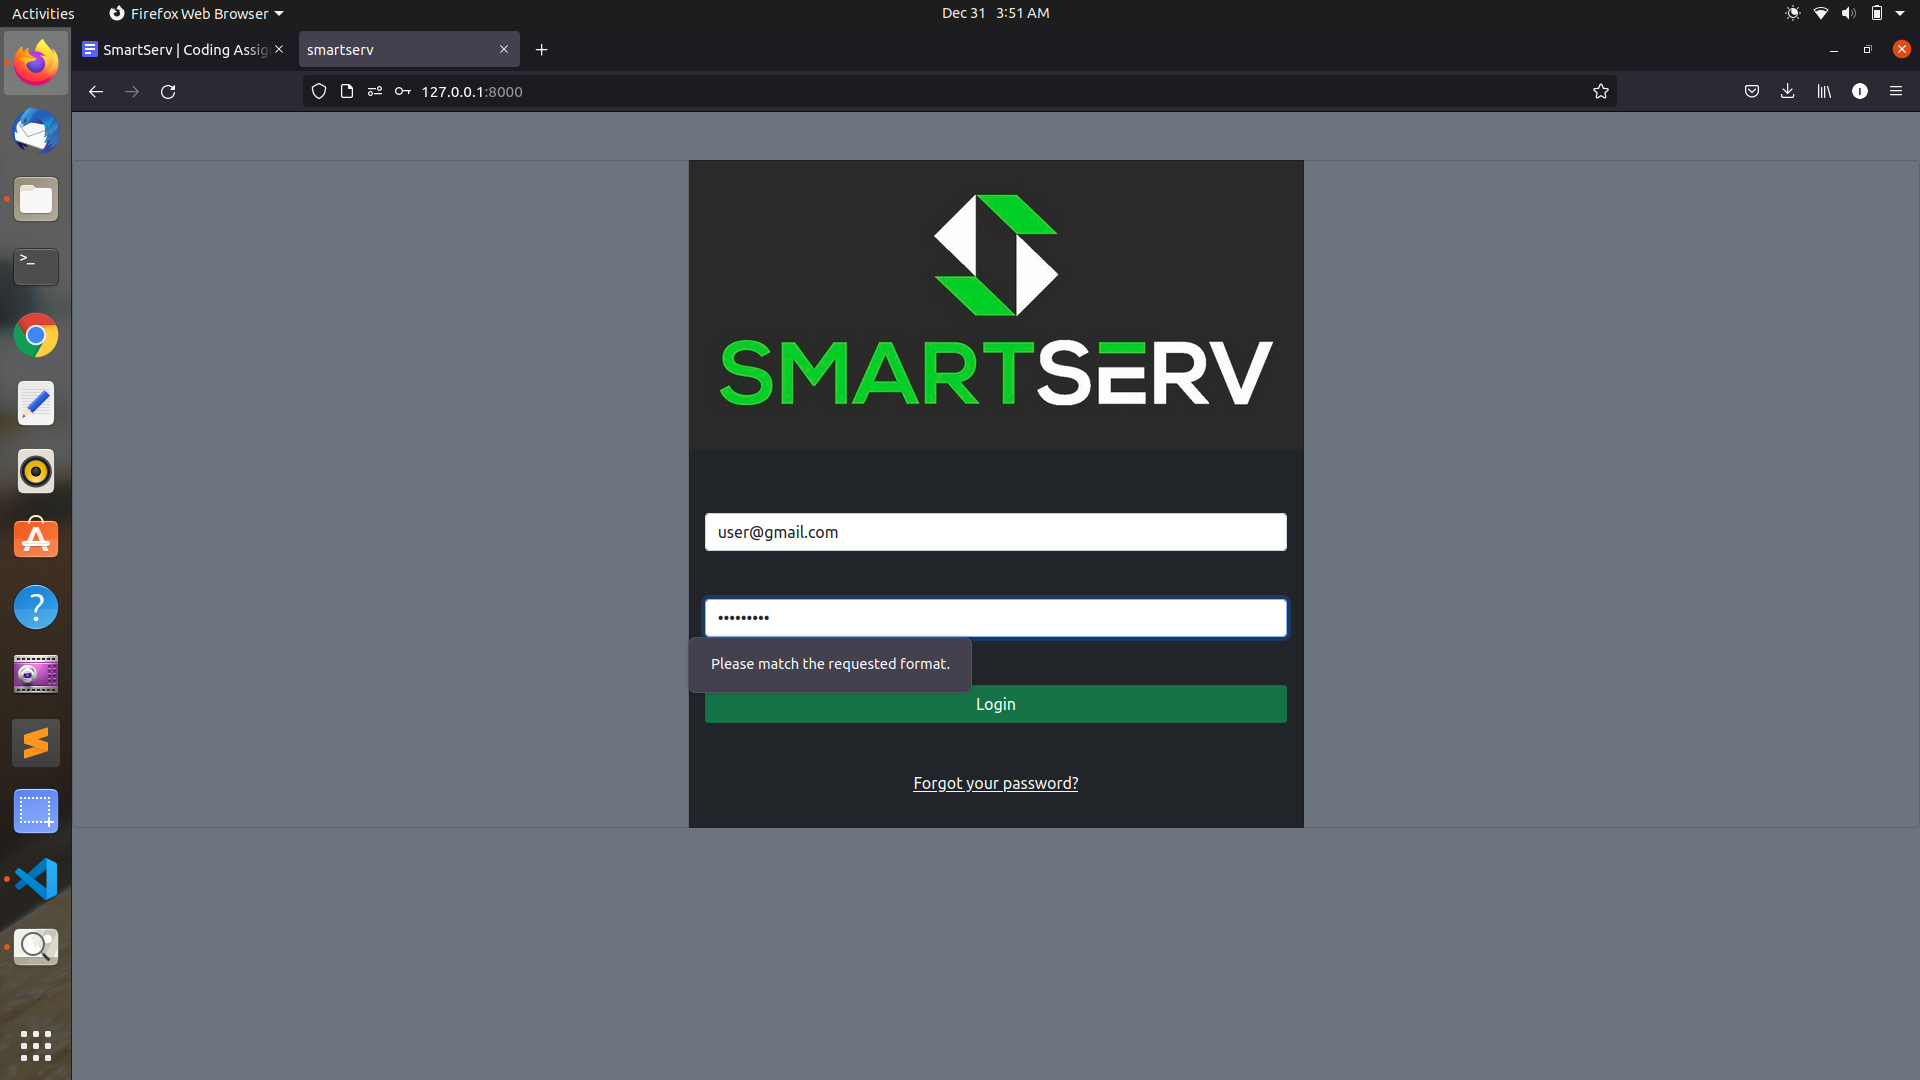 Activities
Firefox Web Browser
Dec 31 3:51 AM
SmartServ | Coding Assig
smartserv
127.0.0.1:8000
SMARTSERV
user@gmail.com
•••••••••
Please match the requested format.
Login
Forgot your password?